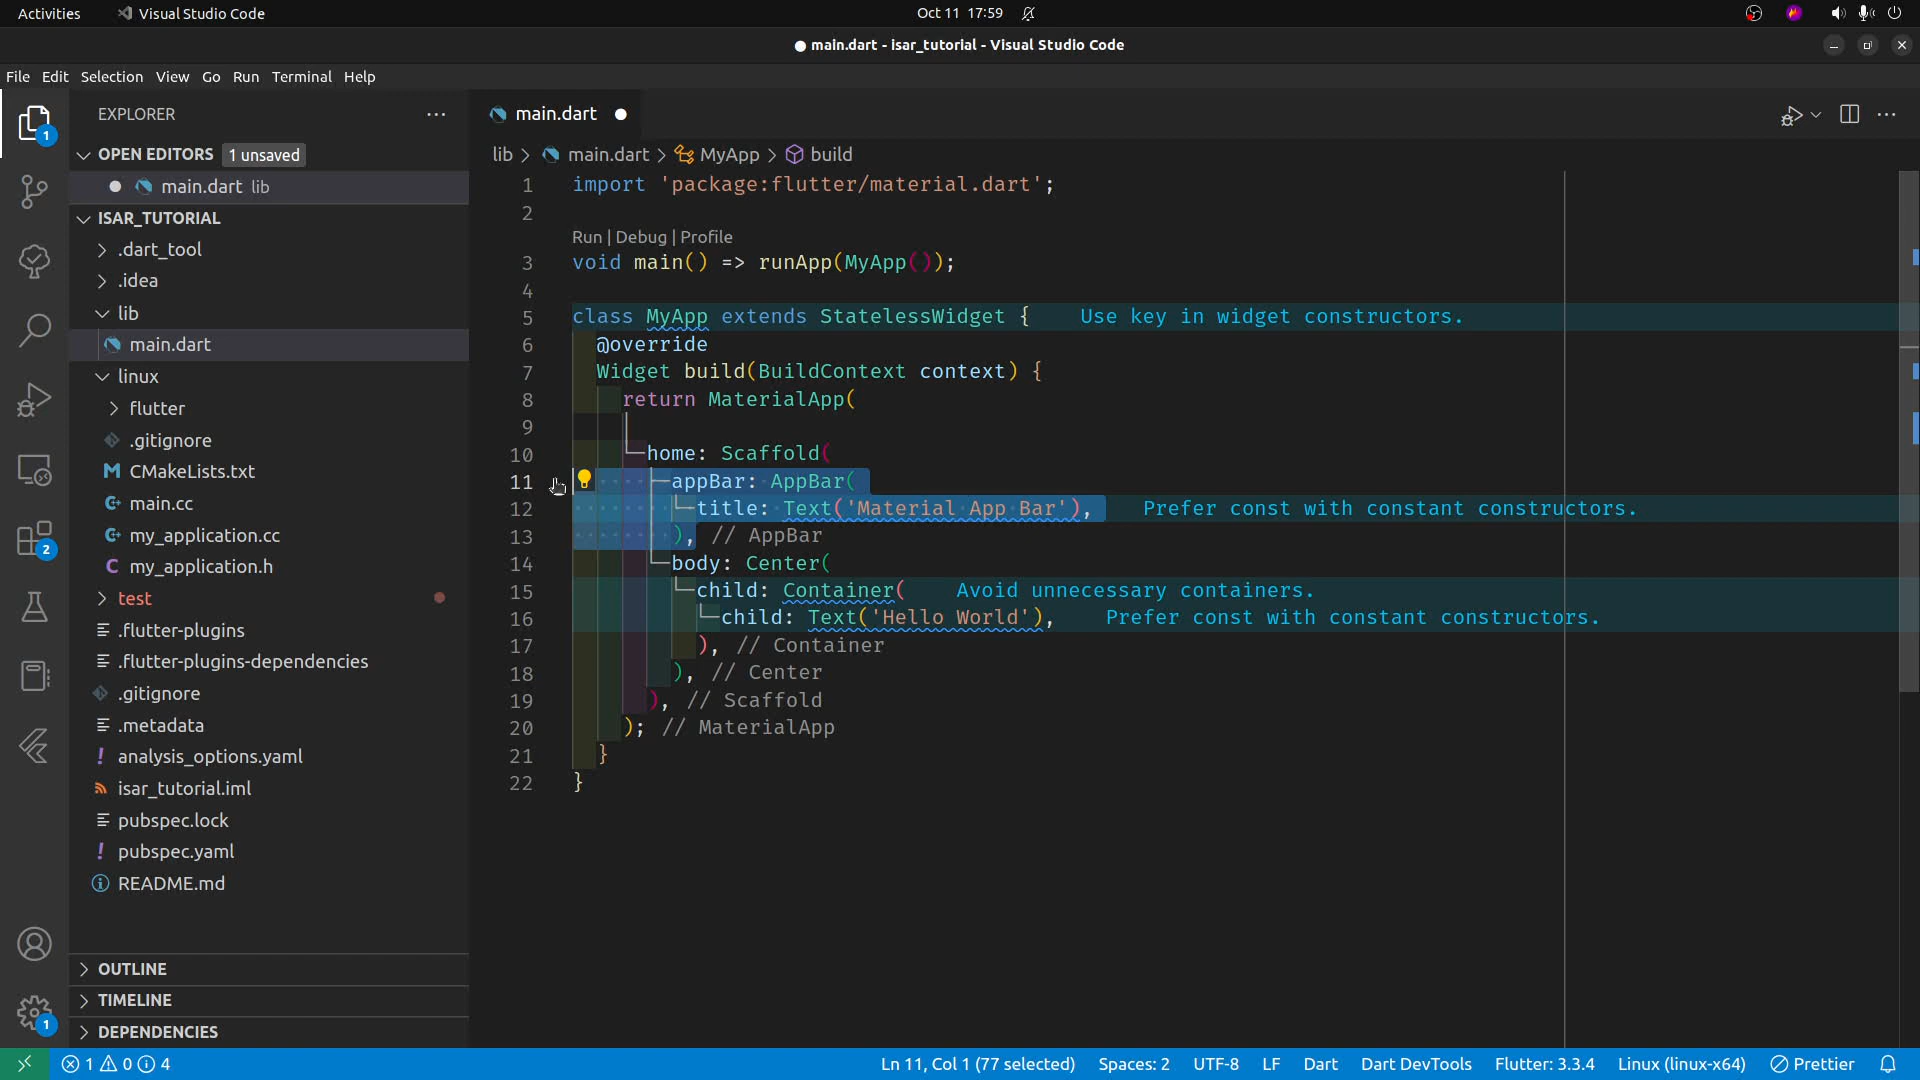 Activities Visual Studio Code Oct 11 17:59
main.dart - isar_tutorial - Visual Studio Code
File Edit Selection View Go Run Terminal Help
EXPLORER
OPEN EDITORS 1 unsaved
main.dart lib
ISAR_TUTORIAL
.dart_tool
.idea
lib
main.dart
linux
flutter
.gitignore
CMakeLists.txt
main.cc
my_application.cc
my_application.h
test
.flutter-plugins
.flutter-plugins-dependencies
.gitignore
.metadata
analysis_options.yaml
isar_tutorial.iml
pubspec.lock
pubspec.yaml
README.md
OUTLINE
TIMELINE
DEPENDENCIES
1
2
1
main.dart
lib > main.dart > MyApp > build
1 import 'package:flutter/material.dart';
2
Run | Debug | Profile
3 void main() => runApp(MyApp());
4
5 class MyApp extends StatelessWidget { Use key in widget constructors.
6 @override
7 Widget build(BuildContext context) {
8 return MaterialApp(
9
10 home: Scaffold(
11 appBar: AppBar(
12 title: Text('Material App Bar'), Prefer const with constant constructors.
13 ), // AppBar
14 body: Center(
15 child: Container( Avoid unnecessary containers.
16 child: Text('Hello World'), Prefer const with constant constructors.
17 ), // Container
18 ), // Center
19 ), // Scaffold
20 ); // MaterialApp
21 }
22 }
1 0 4 Ln 11, Col 1 (77 selected) Spaces: 2 UTF-8 LF Dart Dart DevTools Flutter: 3.3.4 Linux (linux-x64) Prettier